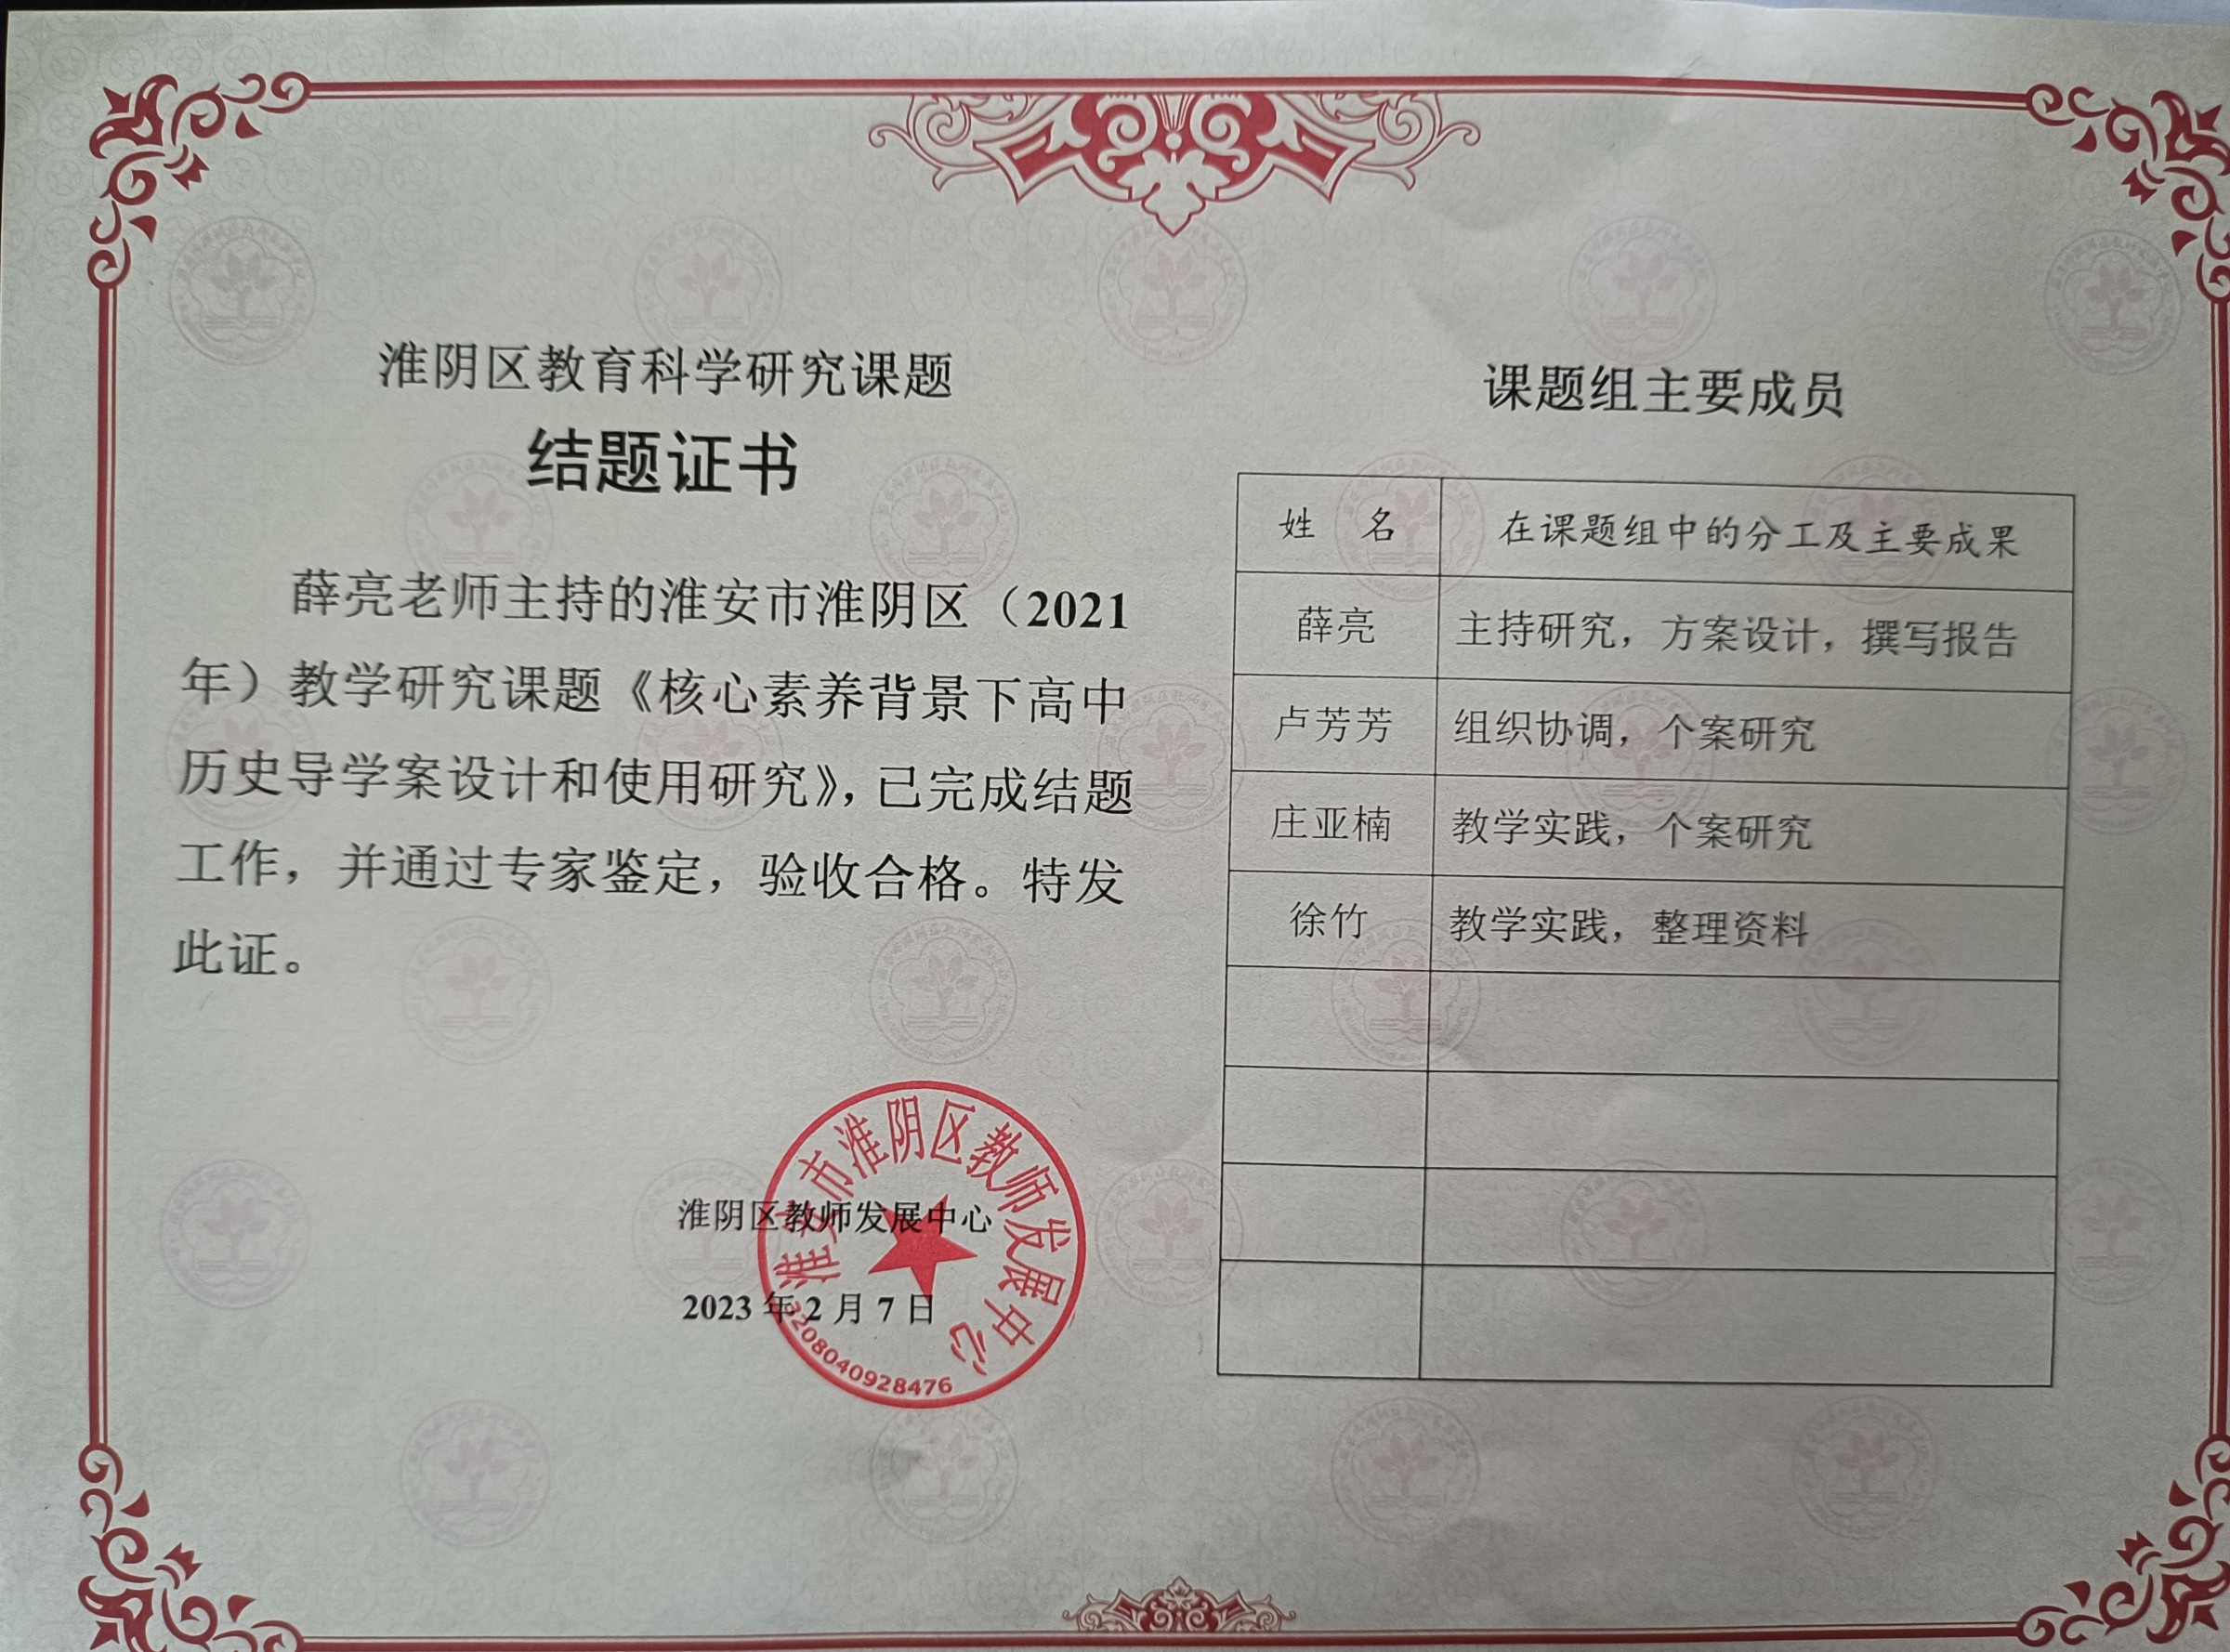 淮阴区教育科学研究课题
结题证书
薛亮老师主持的淮安市淮阴区（2021
年）教学研究课题《核心素养背景下高中
历史导学案设计和使用研究》，已完成结题
工作，并通过专家鉴定，验收合格。特发
此证。
淮阴区教师发展中心
2023 年 2 月 7 日
淮安市淮阴区教师发展中心
3208040928476
课题组主要成员
姓 名 在课题组中的分工及主要成果
薛亮 主持研究，方案设计，撰写报告
卢芳芳 组织协调，个案研究
庄亚楠 教学实践，个案研究
徐竹 教学实践，整理资料